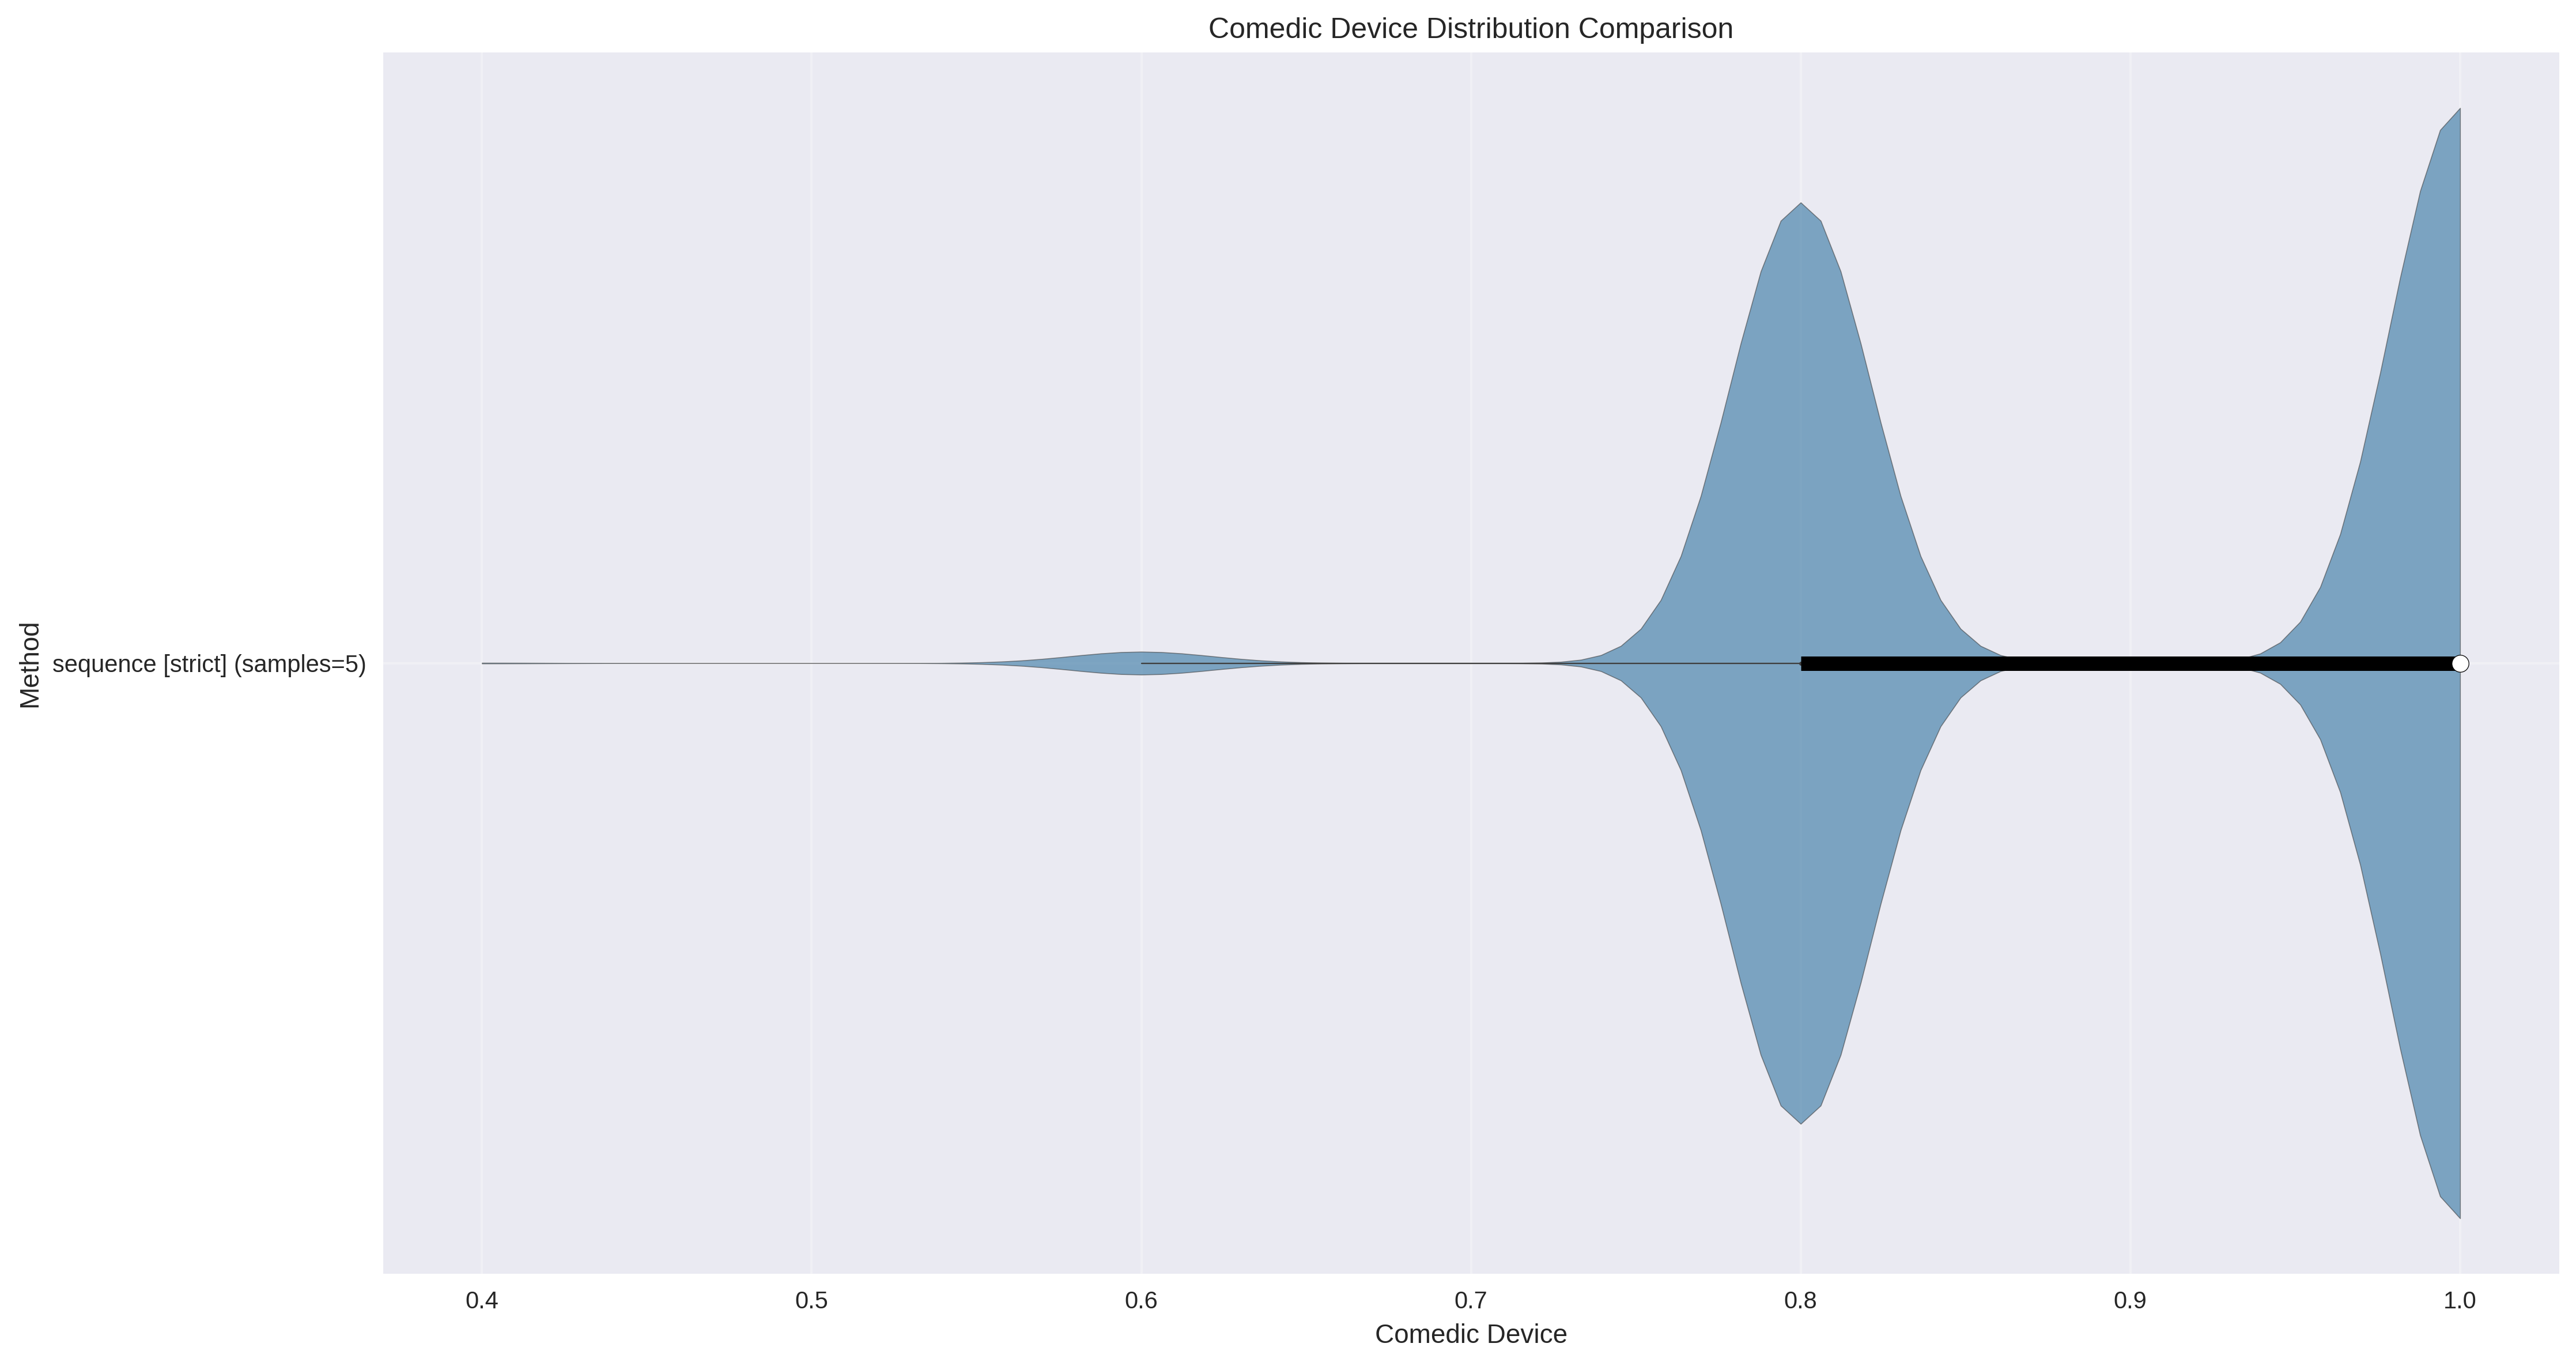 Comedic Device Distribution Comparison
Method
sequence [strict] (samples=5)
0.4 0.5 0.6 0.7 0.8 0.9 1.0
Comedic Device